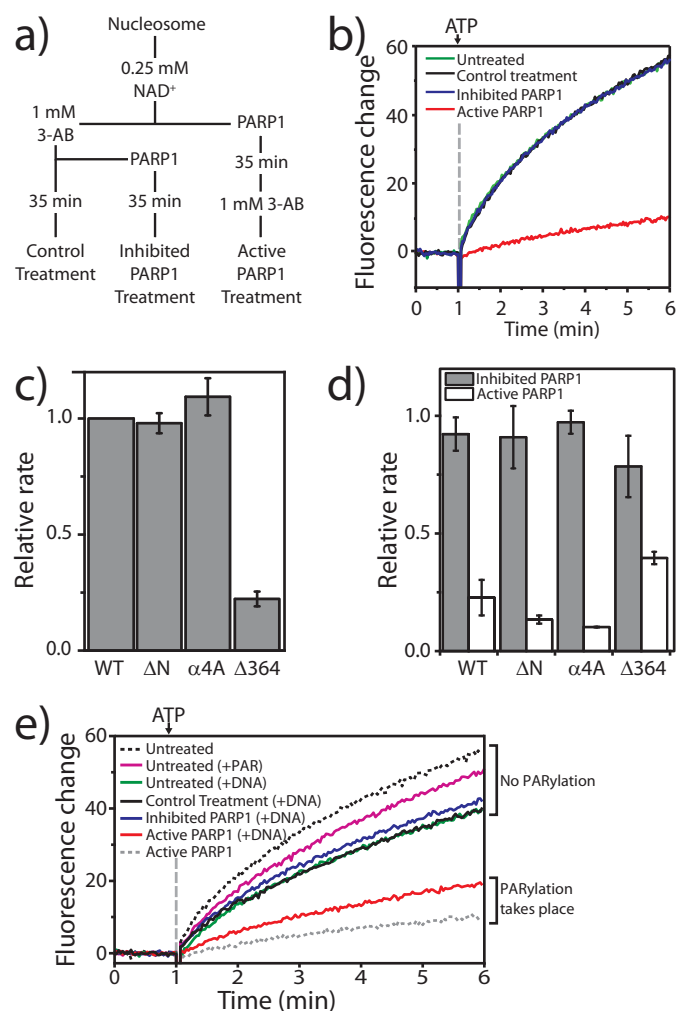 a)
Nucleosome
0.25 mM
NAD+
1 mM
3-AB
PARP1
PARP1
35 min
35 min
35 min
1 mM 3-AB
Control
Treatment
Inhibited
PARP1
Treatment
Active
PARP1
Treatment
b)
ATP
Fluorescence change
60
40
20
0
Untreated
Control treatment
Inhibited PARP1
Active PARP1
0 1 2 3 4 5 6
Time (min)
c)
Relative rate
1.0
0.5
0.0
WT ΔN α4A Δ364
d)
Relative rate
Inhibited PARP1
Active PARP1
1.0
0.5
0.0
WT ΔN α4A Δ364
e)
ATP
Fluorescence change
60
40
20
0
Untreated
Untreated (+PAR)
Untreated (+DNA)
Control Treatment (+DNA)
Inhibited PARP1 (+DNA)
Active PARP1 (+DNA)
Active PARP1
No PARylation
PARylation
takes place
0 1 2 3 4 5 6
Time (min)